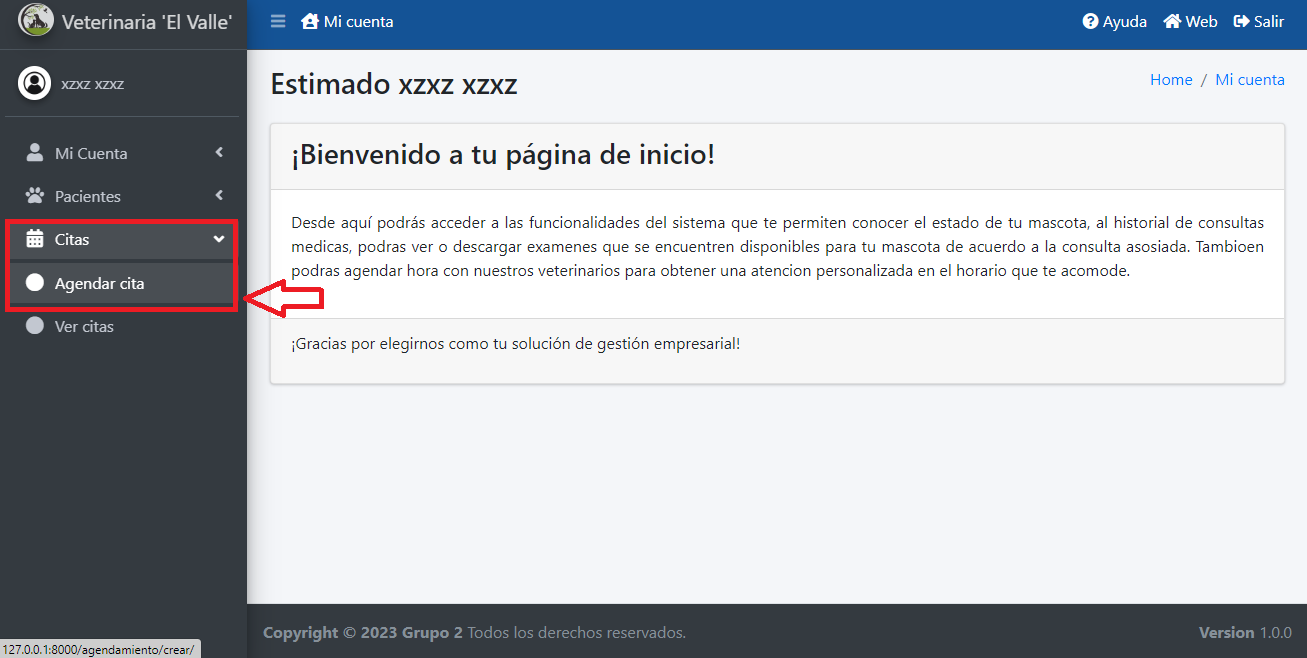 Veterinaria 'El Valle'
Mi cuenta
Ayuda
Web
Salir
xzxz xzxz
Mi Cuenta
Pacientes
Citas
Agendar cita
Ver citas
Estimado xzxz xzxz
Home / Mi cuenta
¡Bienvenido a tu página de inicio!
Desde aquí podrás acceder a las funcionalidades del sistema que te permiten conocer el estado de tu mascota, al historial de consultas
medicas, podras ver o descargar examenes que se encuentren disponibles para tu mascota de acuerdo a la consulta asosiada. Tambioen
podras agendar hora con nuestros veterinarios para obtener una atencion personalizada en el horario que te acomode.
¡Gracias por elegirnos como tu solución de gestión empresarial!
Copyright © 2023 Grupo 2 Todos los derechos reservados.
Version 1.0.0
127.0.0.1:8000/agendamiento/crear/